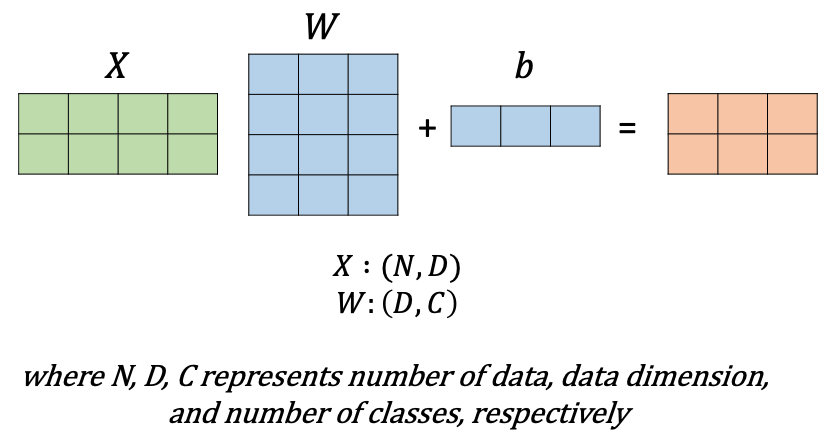 W
X
b
+
=
X : (N, D)
W: (D, C)
where N, D, C represents number of data, data dimension,
and number of classes, respectively